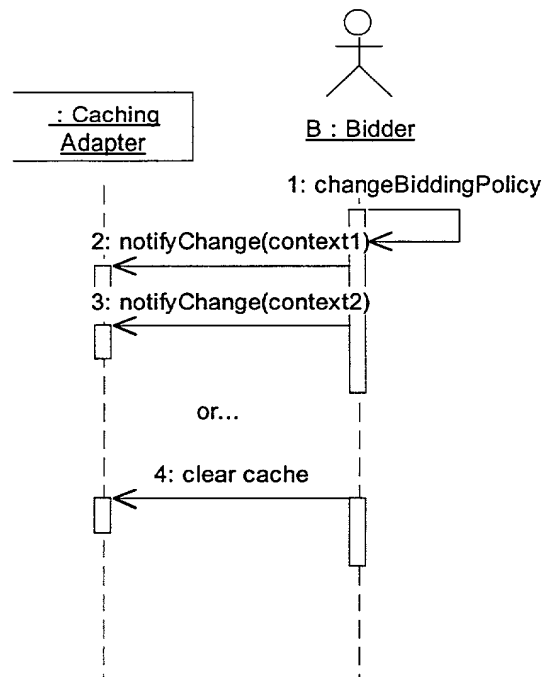 : Caching
Adapter
B : Bidder
1: changeBiddingPolicy
2: notifyChange(context1)
3: notifyChange(context2)
or...
4: clear cache